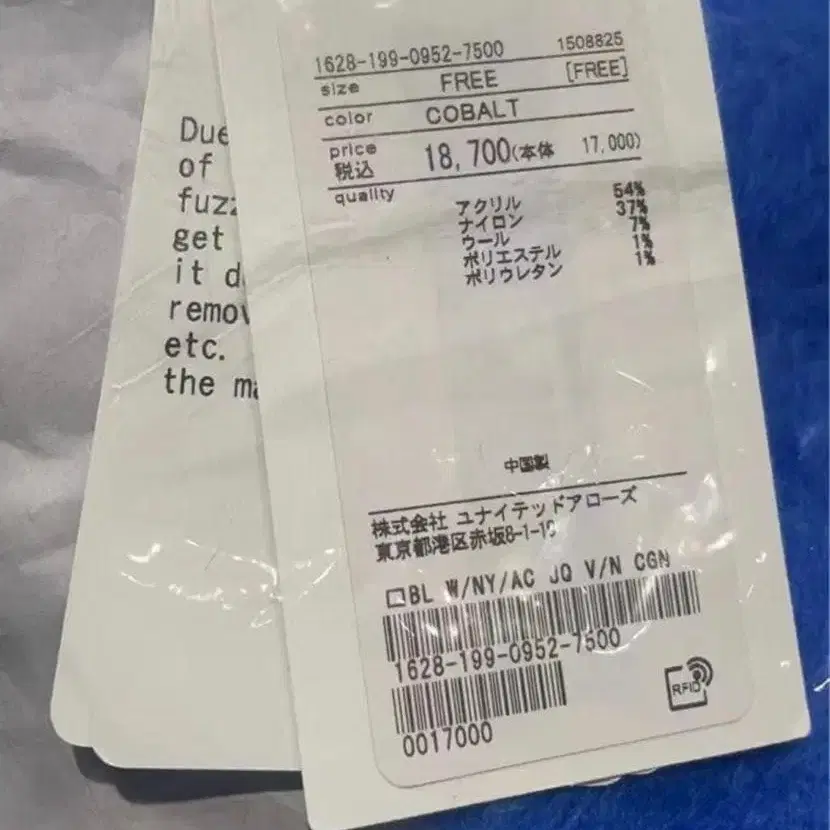 Due
of
fuzz
get
it d
remov
etc.
the ma
1628-199-0952-7500 1508825
size FREE [FREE]
color COBALT
price
税込 18,700(本体 17,000)
quality
アクリル 54%
ナイロン 37%
ウール 7%
ポリエステル 1%
ポリウレタン 1%
中国製
株式会社 ユナイテッドアローズ
東京都港区赤坂8-1-19
BL W/NY/AC JQ V/N CGN
1628-199-0952-7500
RFID
0017000